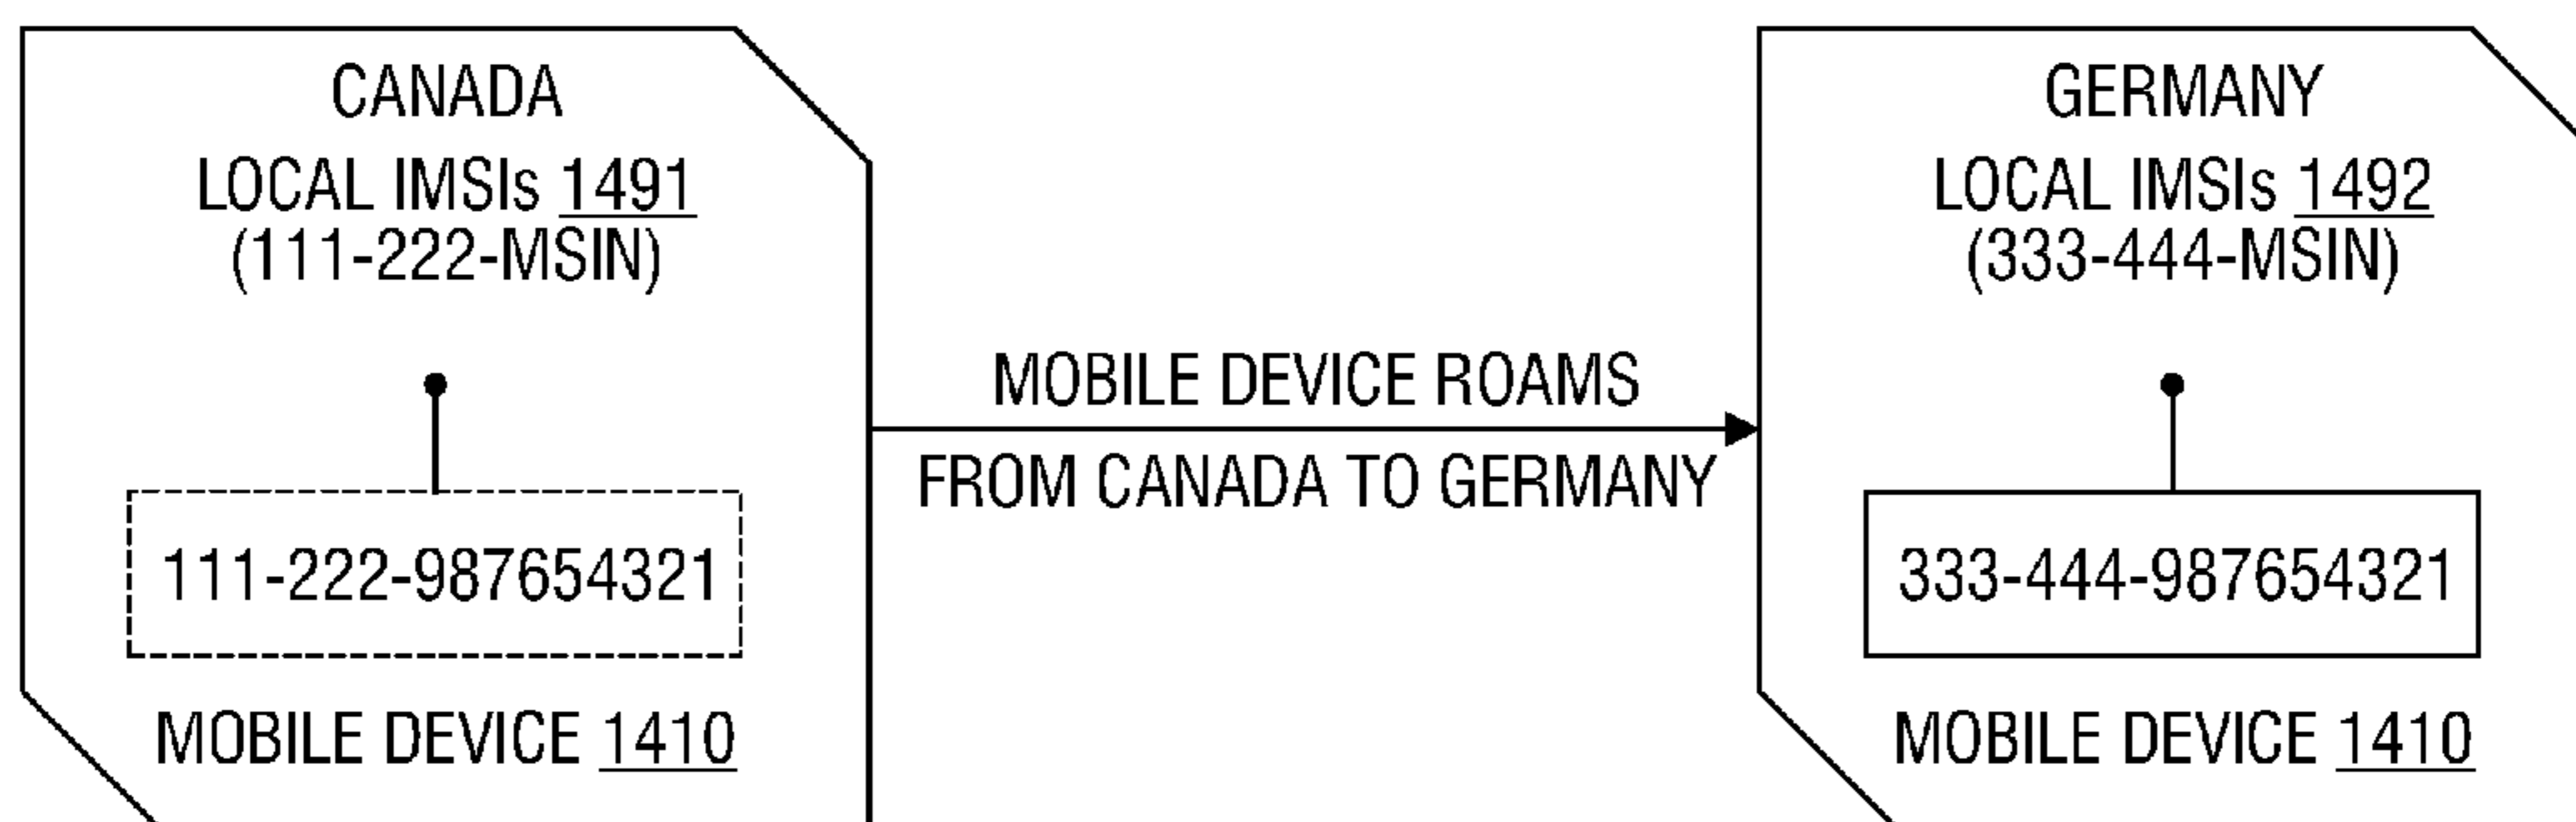 CANADA
LOCAL IMSIs 1491
(111-222-MSIN)
111-222-987654321
MOBILE DEVICE 1410
MOBILE DEVICE ROAMS
FROM CANADA TO GERMANY
GERMANY
LOCAL IMSIs 1492
(333-444-MSIN)
333-444-987654321
MOBILE DEVICE 1410